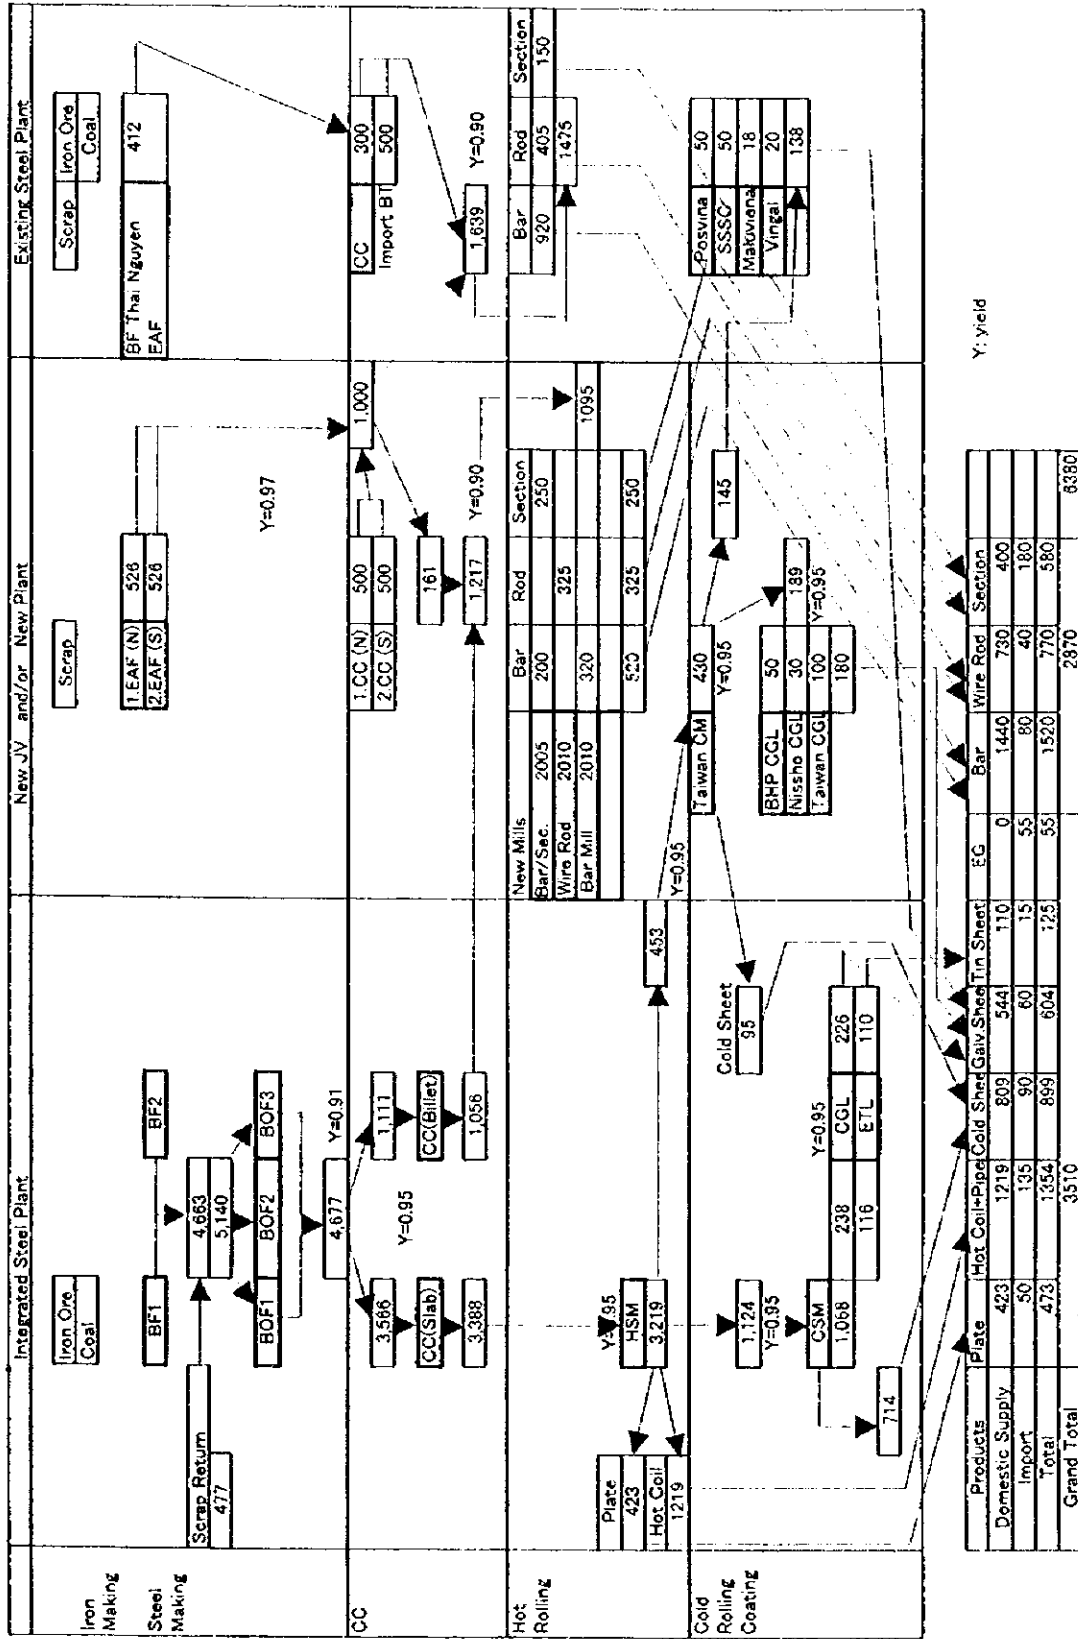 Integrated Steel Plant
New JV and/or New Plant
Existing Steel Plant
Iron
Making
Steel
Making
Iron Ore
Coal
BF1
BF2
Scrap Return
477
4,663
5,140
BOF1
BOF2
BOF3
4,677
Y=0.91
Scrap
1.EAF (N) 526
2.EAF (S) 526
Y=0.97
Scrap
Iron Ore
Coal
BF Thai Nguyen
EAF
412
CC
3,566
CC(Slab)
3,388
Y=0.95
1,111
CC(Billet)
1,056
1.CC (N) 500
2.CC (S) 500
1,000
161
1,217
Y=0.90
CC 300
Import BT 500
1,639
Y=0.90
Hot
Rolling
Plate
423
Hot Coil
1219
Y=0.95
HSM
3,219
453
Y=0.95
New Mills Bar Rod Section
Bar/Sec. 2005 200 250
Wire Rod 2010 325
Bar Mill 2010 320
1095
520 325 250
Bar Rod Section
920 405 150
1475
Cold
Rolling
Coating
1,124
Y=0.95
CSM
1,068
714
Cold Sheet
95
Y=0.95
238 CGL 226
116 ETL 110
Taiwan CM 430
Y=0.95
145
189
Y=0.95
BHP CGL 50
Nissho CGL 30
Taiwan CGL 100
180
Posvina 50
SSSC 50
Makuviena 18
Vingal 20
138
Products Plate Hot Coil+Pipe Cold Shee Galv.Shee Tin Sheet EG Bar Wire Rod Section
Domestic Supply 423 1219 809 544 110 0 1440 730 400
Import 50 135 90 60 15 55 80 40 180
Total 473 1354 899 604 125 55 1520 770 580
Grand Total 3510 2870 6380
Y: yield